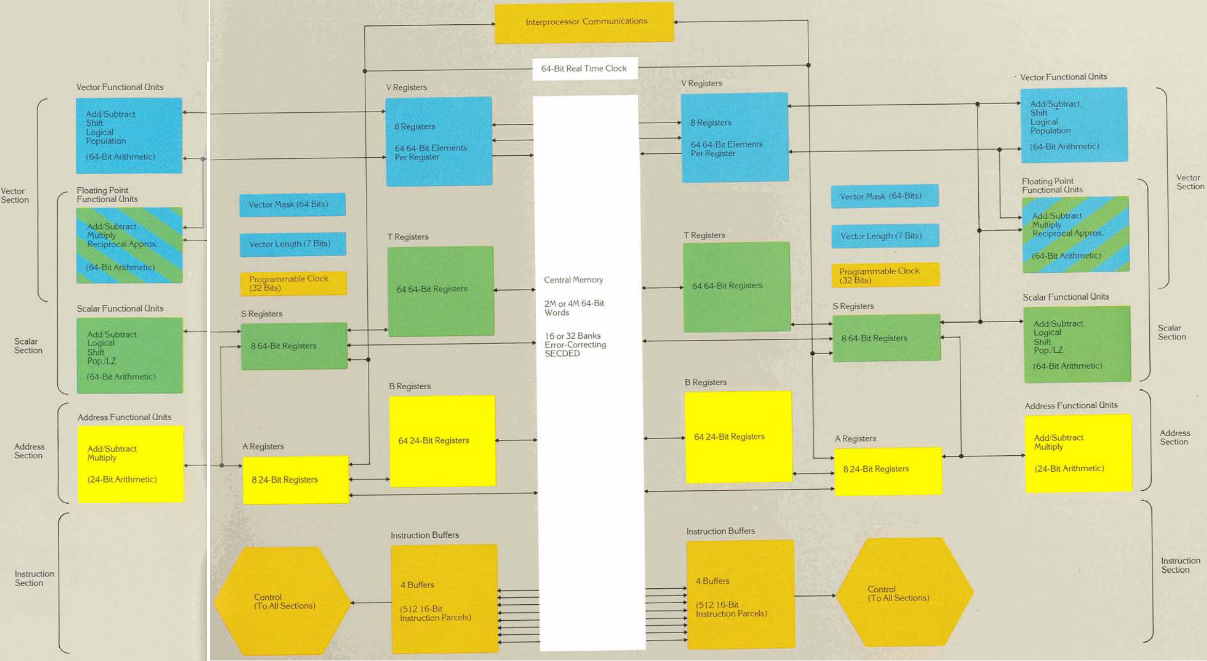 Interprocessor Communications
64-Bit Real Time Clock
Vector Functional Units
Add/Subtract
Shift
Logical
Population
(64-Bit Arithmetic)
V Registers
8 Registers
64 64-Bit Elements
Per Register
V Registers
8 Registers
64 64-Bit Elements
Per Register
Vector Functional Units
Add/Subtract
Shift
Logical
Population
(64-Bit Arithmetic)
Vector
Section
Floating Point
Functional Units
Add/Subtract
Multiply
Reciprocal Approx.
(64-Bit Arithmetic)
Vector Mask (64 Bits)
Vector Length (7 Bits)
Programmable Clock
(32 Bits)
T Registers
64 64-Bit Registers
Central Memory
2M or 4M 64-Bit
Words
16 or 32 Banks
Error-Correcting
SECDED
T Registers
64 64-Bit Registers
Vector Mask (64-Bits)
Vector Length (7 Bits)
Programmable Clock
(32 Bits)
Floating Point
Functional Units
Add/Subtract
Multiply
Reciprocal Approx.
(64-Bit Arithmetic)
Vector
Section
Scalar
Section
Scalar Functional Units
Add/Subtract
Logical
Shift
Pop./LZ
(64-Bit Arithmetic)
S Registers
8 64-Bit Registers
S Registers
8 64-Bit Registers
Scalar Functional Units
Add/Subtract
Logical
Shift
Pop./LZ
(64-Bit Arithmetic)
Scalar
Section
Address
Section
Address Functional Units
Add/Subtract
Multiply
(24-Bit Arithmetic)
A Registers
8 24-Bit Registers
B Registers
64 24-Bit Registers
B Registers
64 24-Bit Registers
A Registers
8 24-Bit Registers
Address Functional Units
Add/Subtract
Multiply
(24-Bit Arithmetic)
Address
Section
Instruction
Section
Control
(To All Sections)
Instruction Buffers
4 Buffers
(512 16-Bit
Instruction Parcels)
Instruction Buffers
4 Buffers
(512 16-Bit
Instruction Parcels)
Control
(To All Sections)
Instruction
Section